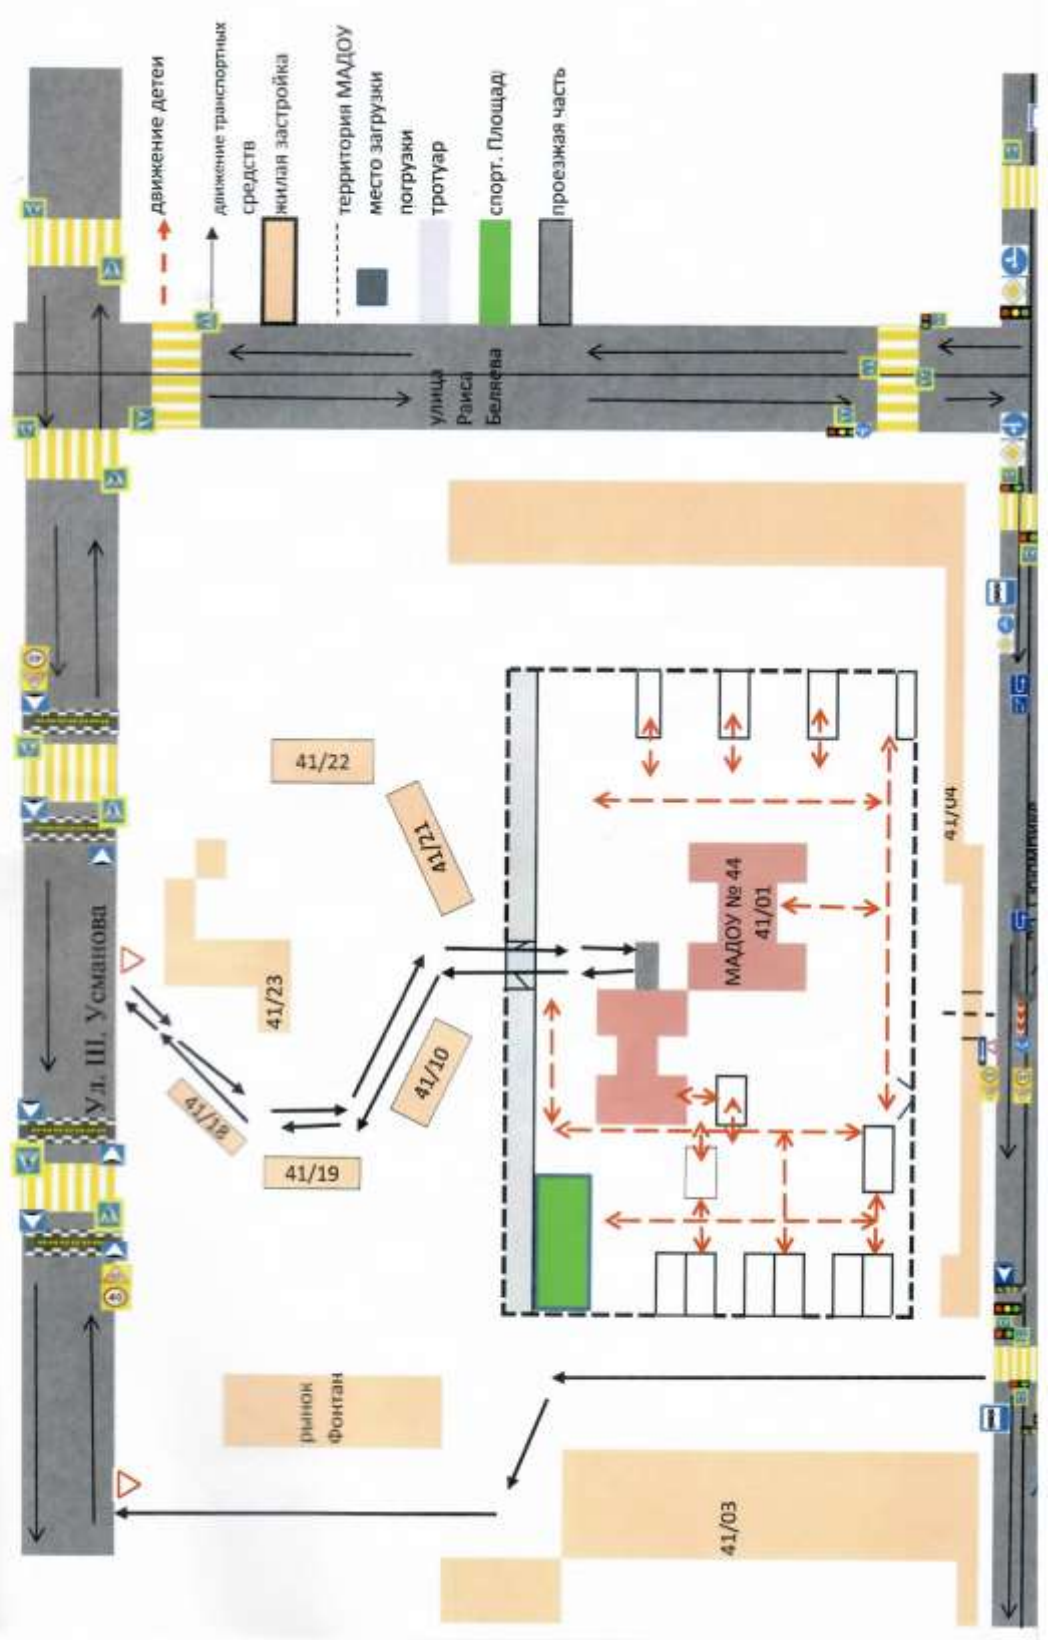 движение детей
движение транспортных
средств
жилая застройка
территория МАДОУ
место загрузки
погрузки
тротуар
спорт. Площад
проезжая часть
улица
Раиса
Беляева
Ул. Ш. Усманова
41/22
41/21
41/23
41/18
41/10
41/19
МАДОУ № 44
41/01
41/04
рынок
Фонтан
41/03
40